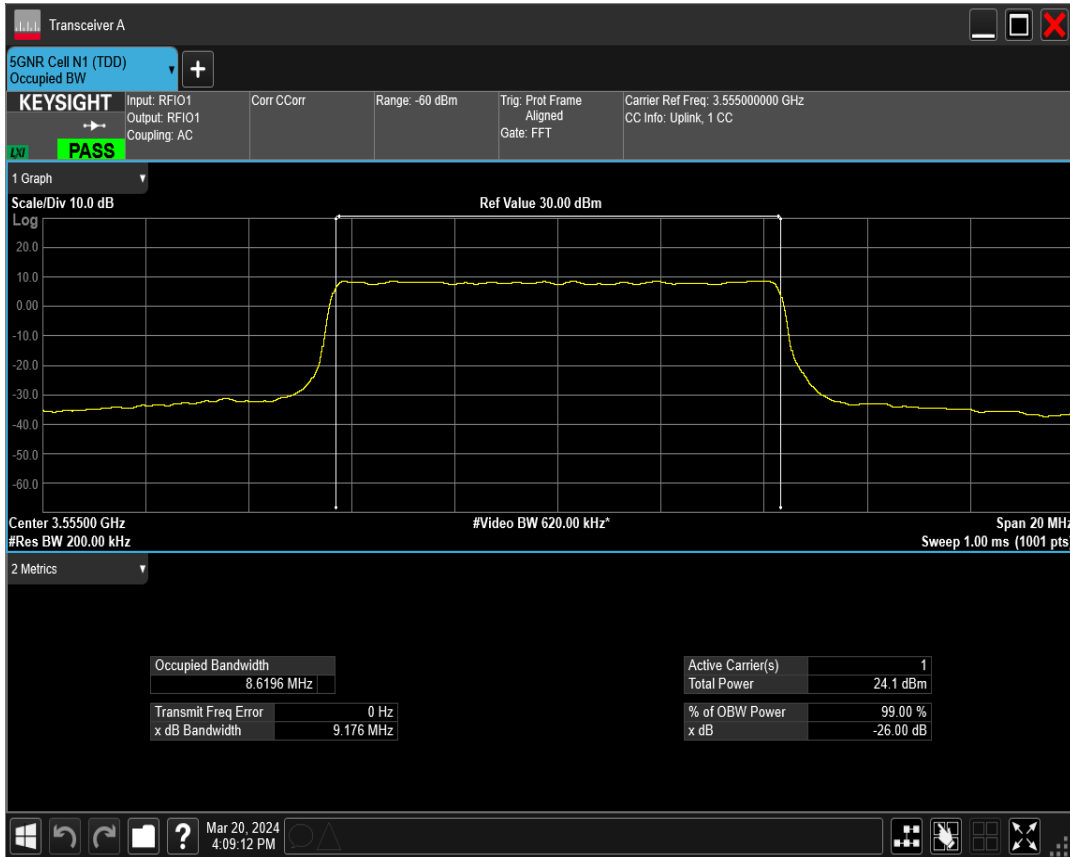 Transceiver A
5GNR Cell N1 (TDD)
Occupied BW
+
KEYSIGHT
LXI
PASS
Input: RFIO1
Output: RFIO1
Coupling: AC
Corr CCorr
Range: -60 dBm
Trig: Prot Frame
Aligned
Gate: FFT
Carrier Ref Freq: 3.555000000 GHz
CC Info: Uplink, 1 CC
1 Graph
Scale/Div 10.0 dB
Ref Value 30.00 dBm
Log
20.0
10.0
0.00
-10.0
-20.0
-30.0
-40.0
-50.0
-60.0
Center 3.55500 GHz
#Video BW 620.00 kHz*
Span 20 MHz
#Res BW 200.00 kHz
Sweep 1.00 ms (1001 pts)
2 Metrics
Occupied Bandwidth
8.6196 MHz
Transmit Freq Error 0 Hz
x dB Bandwidth 9.176 MHz
Active Carrier(s) 1
Total Power 24.1 dBm
% of OBW Power 99.00 %
x dB -26.00 dB
?
Mar 20, 2024
4:09:12 PM